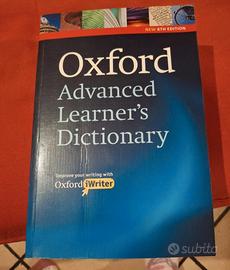 NEW 8TH EDITION
Oxford
Advanced
Learner's
Dictionary
Improve your writing with
Oxford iWriter
subito